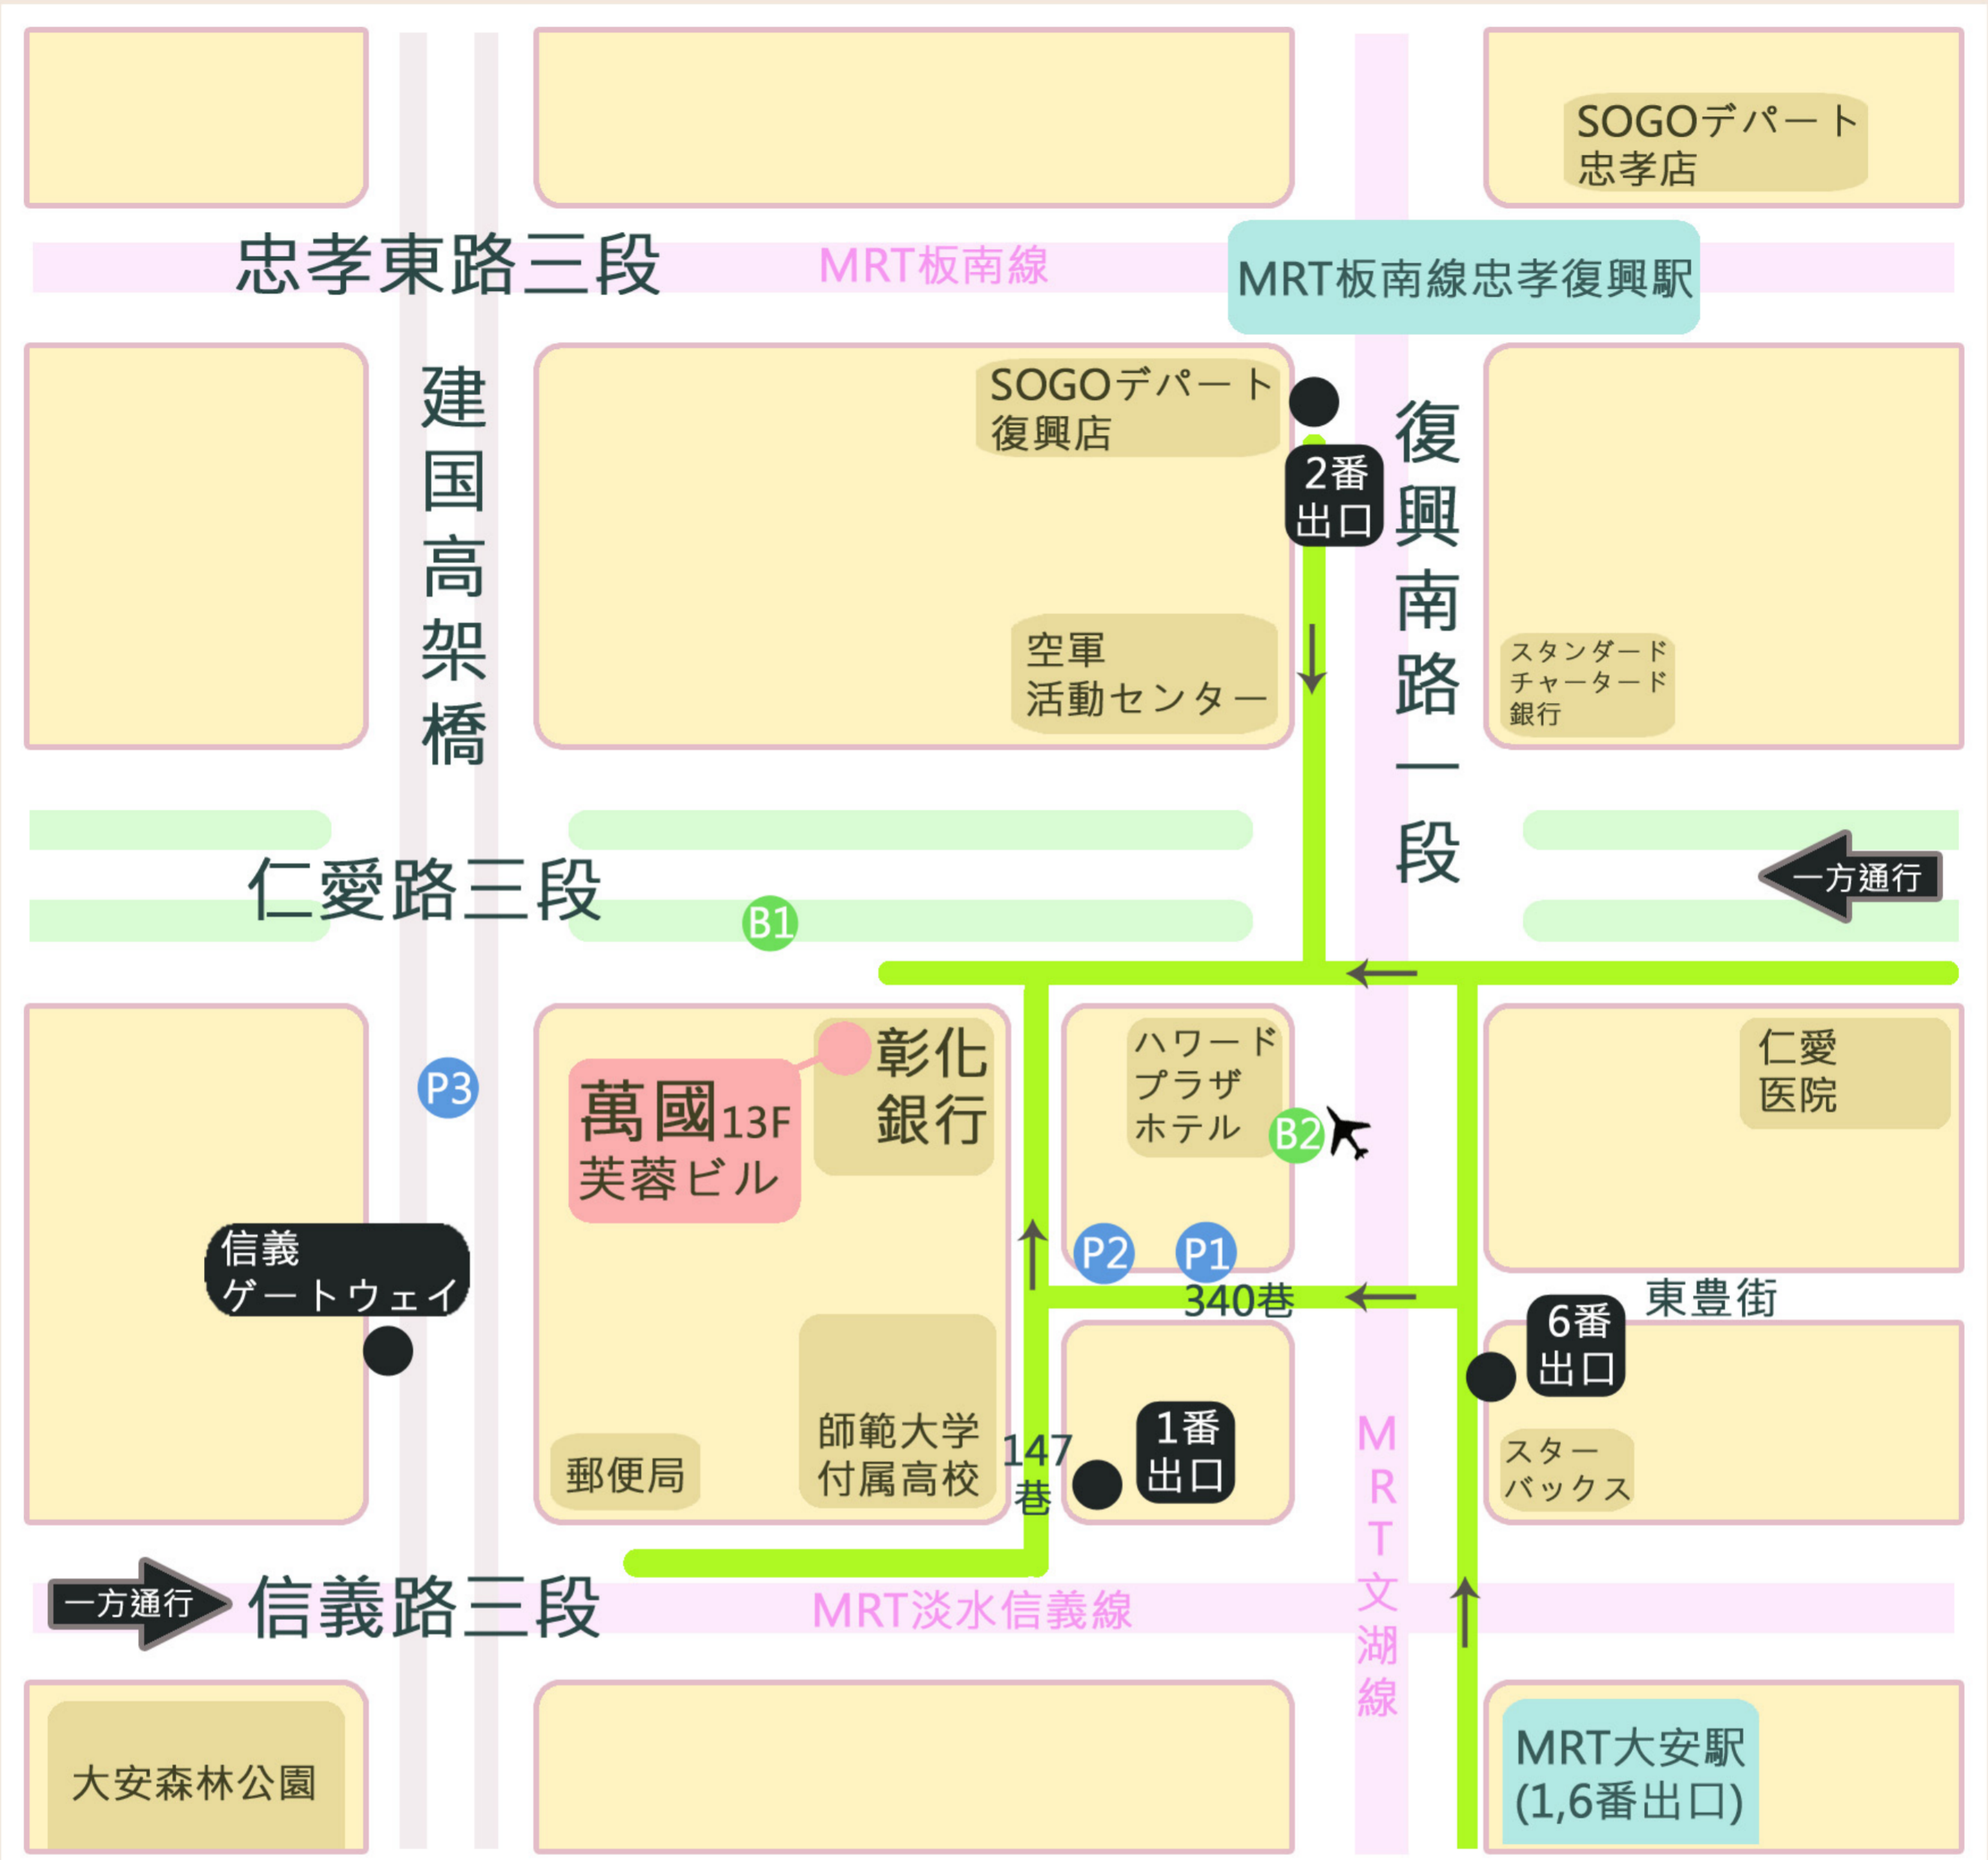 SOGOデパート
忠孝店
忠孝東路三段
MRT板南線
MRT板南線忠孝復興駅
建国高架橋
SOGOデパート
復興店
2番
出口
復興南路一段
空軍
活動センター
スタンダード
チャータード
銀行
仁愛路三段
一方通行
B1
彰化
銀行
萬國13F
芙蓉ビル
ハワード
プラザ
ホテル
B2
仁愛
医院
P3
信義
ゲートウェイ
P2
P1
340巷
東豊街
6番
出口
師範大学
付属高校
郵便局
147
巷
1番
出口
スター
バックス
MRT文湖線
一方通行
信義路三段
MRT淡水信義線
大安森林公園
MRT大安駅
(1,6番出口)